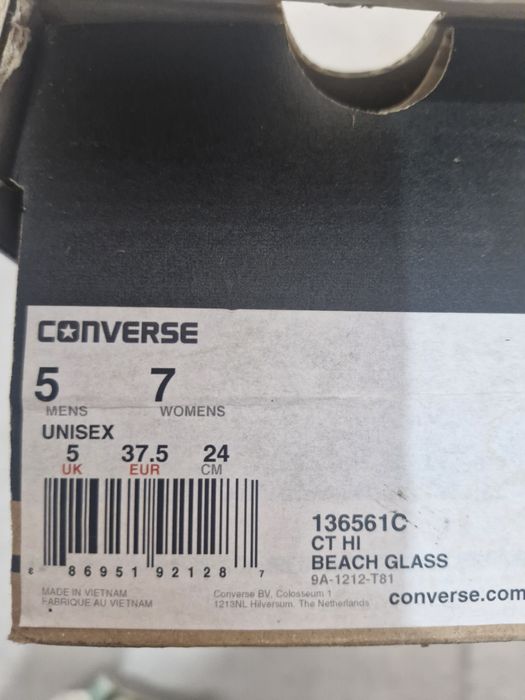 CONVERSE
5 7
MENS WOMENS
UNISEX
5 37.5 24
UK EUR CM
8 86951 92128 7
136561C
CT HI
BEACH GLASS
9A-1212-T81
MADE IN VIETNAM
FABRIQUE AU VIETNAM
Converse BV, Colosseum 1
1213NL Hilversum. The Netherlands
converse.com